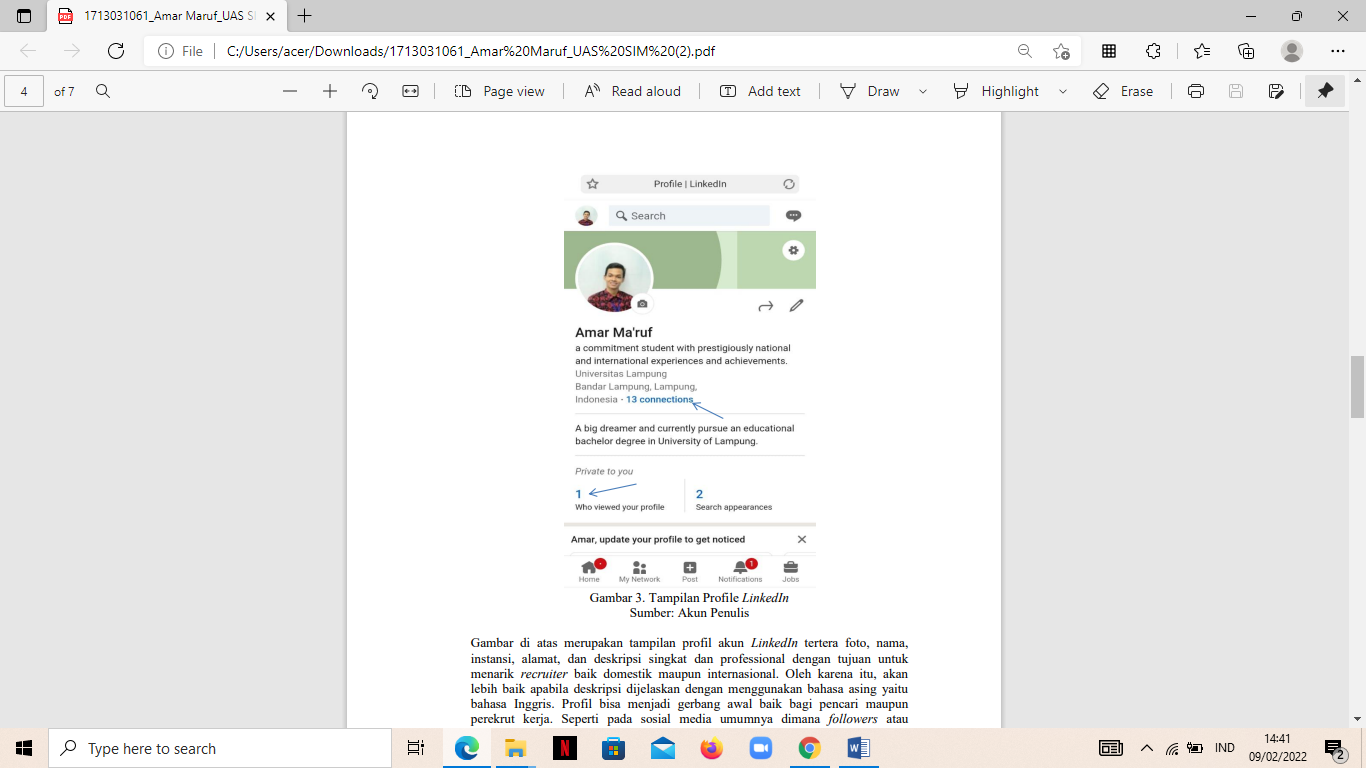 1713031061_Amar Maruf_UAS SI
File
C:/Users/acer/Downloads/1713031061_Amar%20Maruf_UAS%20SIM%20(2).pdf
4 of 7
Page view
Read aloud
Add text
Draw
Highlight
Erase
Profile | LinkedIn
Search
Amar Ma'ruf
a commitment student with prestigiously national
and international experiences and achievements.
Universitas Lampung
Bandar Lampung, Lampung,
Indonesia · 13 connections
A big dreamer and currently pursue an educational
bachelor degree in University of Lampung.
Private to you
1
Who viewed your profile
2
Search appearances
Amar, update your profile to get noticed
Home
My Network
Post
1
Notifications
Jobs
Gambar 3. Tampilan Profile LinkedIn
Sumber: Akun Penulis
Gambar di atas merupakan tampilan profil akun LinkedIn tertera foto, nama,
instansi, alamat, dan deskripsi singkat dan professional dengan tujuan untuk
menarik recruiter baik domestik maupun internasional. Oleh karena itu, akan
lebih baik apabila deskripsi dijelaskan dengan menggunakan bahasa asing yaitu
bahasa Inggris. Profil bisa menjadi gerbang awal baik bagi pencari maupun
perekrut kerja. Seperti pada sosial media umumnya dimana followers atau
Type here to search
IND
14:41
09/02/2022
2